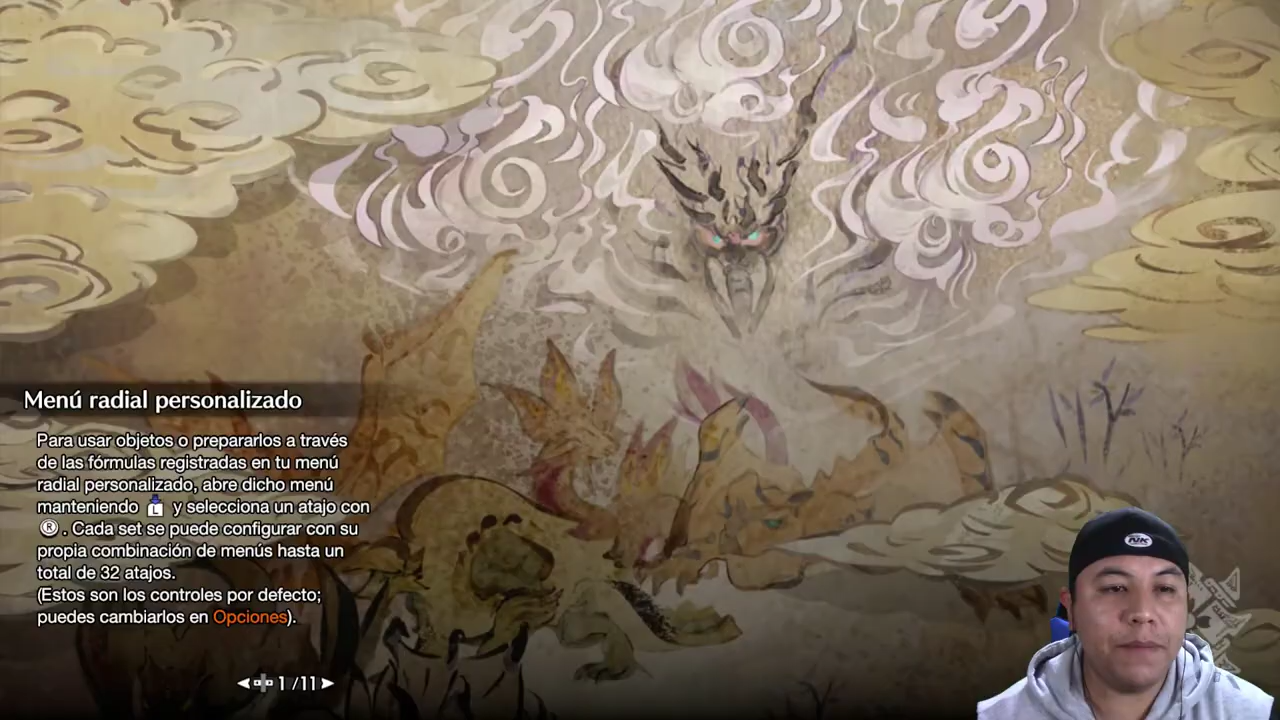 Menú radial personalizado
Para usar objetos o prepararlos a través
de las fórmulas registradas en tu menú
radial personalizado, abre dicho menú
manteniendo L y selecciona un atajo con
R. Cada set se puede configurar con su
propia combinación de menús hasta un
total de 32 atajos.
(Estos son los controles por defecto;
puedes cambiarlos en Opciones).
1/11
NK